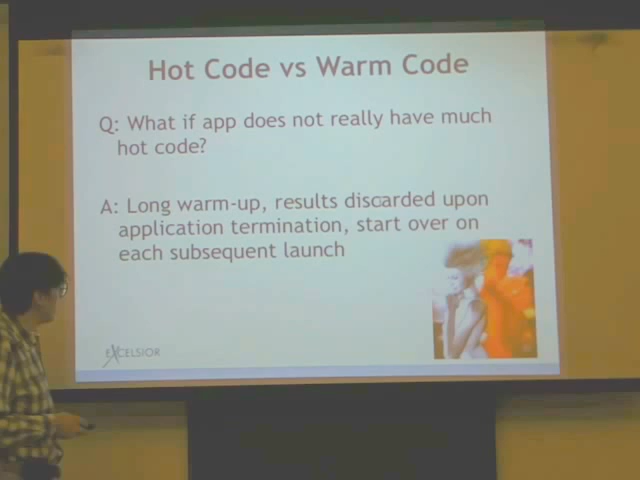 Hot Code vs Warm Code
Q: What if app does not really have much
hot code?
A: Long warm-up, results discarded upon
application termination, start over on
each subsequent launch
EXCELSIOR